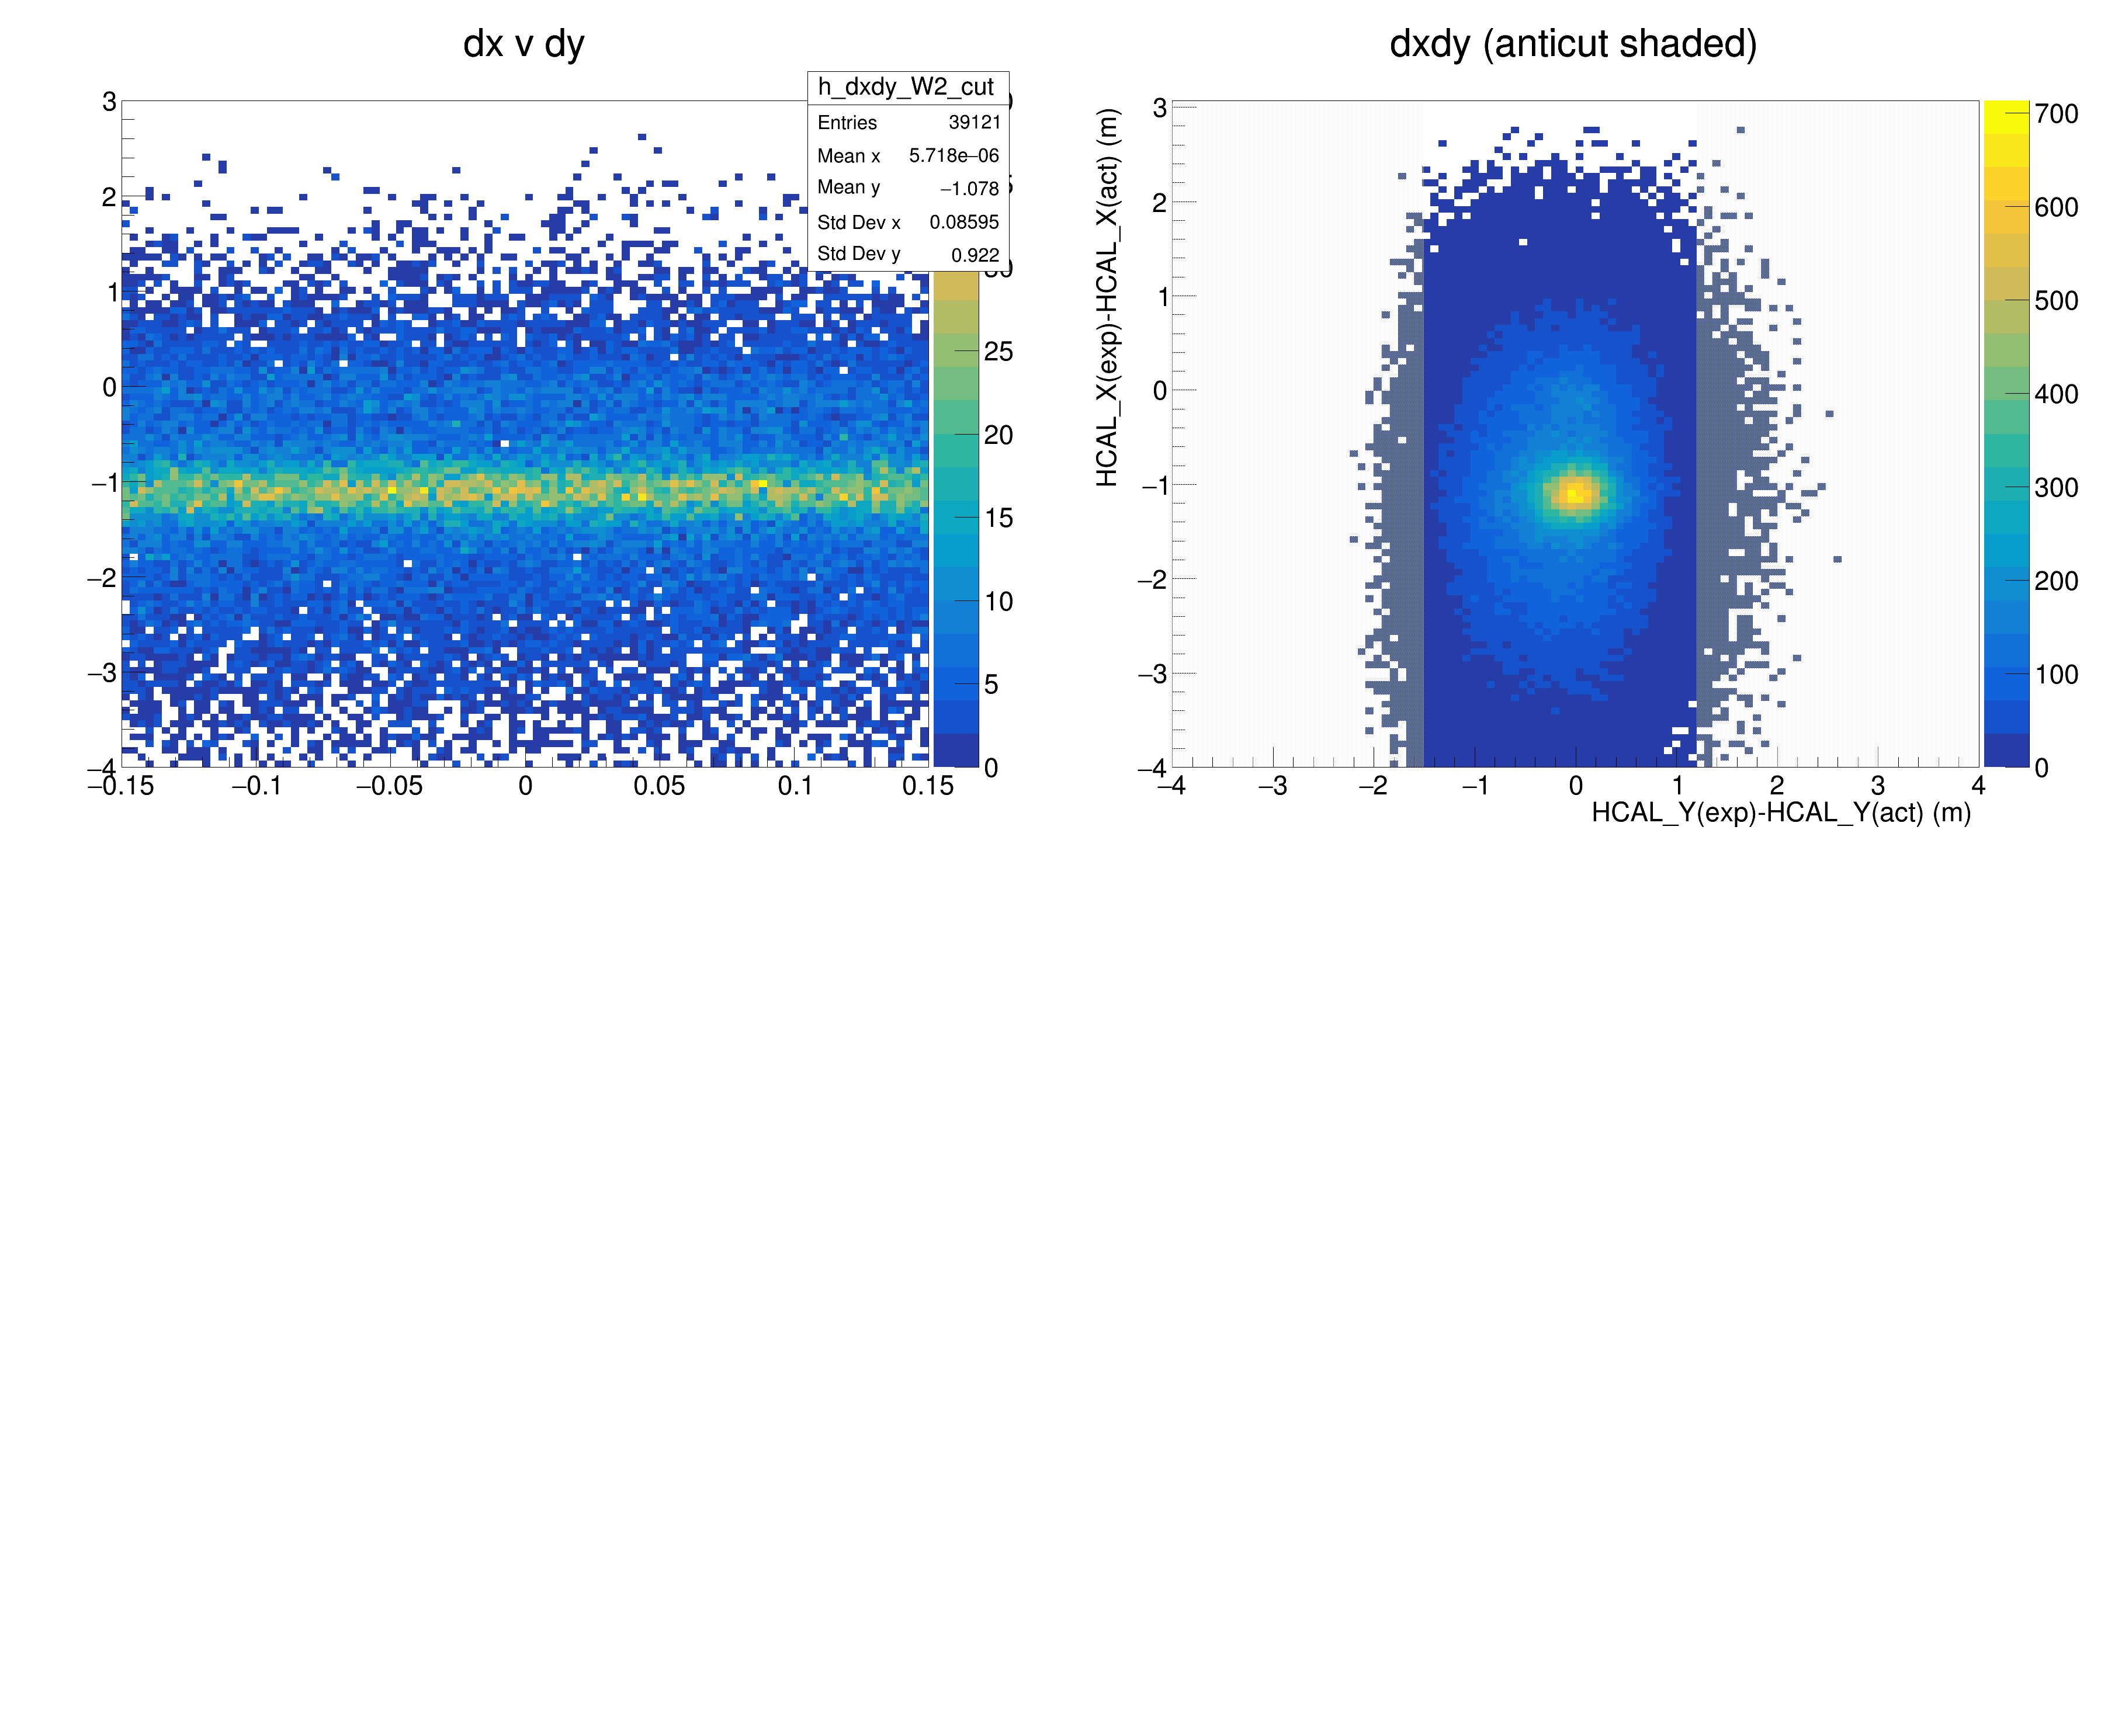 dx v dy
h_dxdy_W2_cut
Entries 39121
Mean x 5.718e−06
Mean y −1.078
Std Dev x 0.08595
Std Dev y 0.922
3
2
1
0
−1
−2
−3
−4
−0.15 −0.1 −0.05 0 0.05 0.1 0.15
25
20
15
10
5
0
dxdy (anticut shaded)
HCAL_X(exp)-HCAL_X(act) (m)
3
2
1
0
−1
−2
−3
−4
−4 −3 −2 −1 0 1 2 3 4
HCAL_Y(exp)-HCAL_Y(act) (m)
700
600
500
400
300
200
100
0